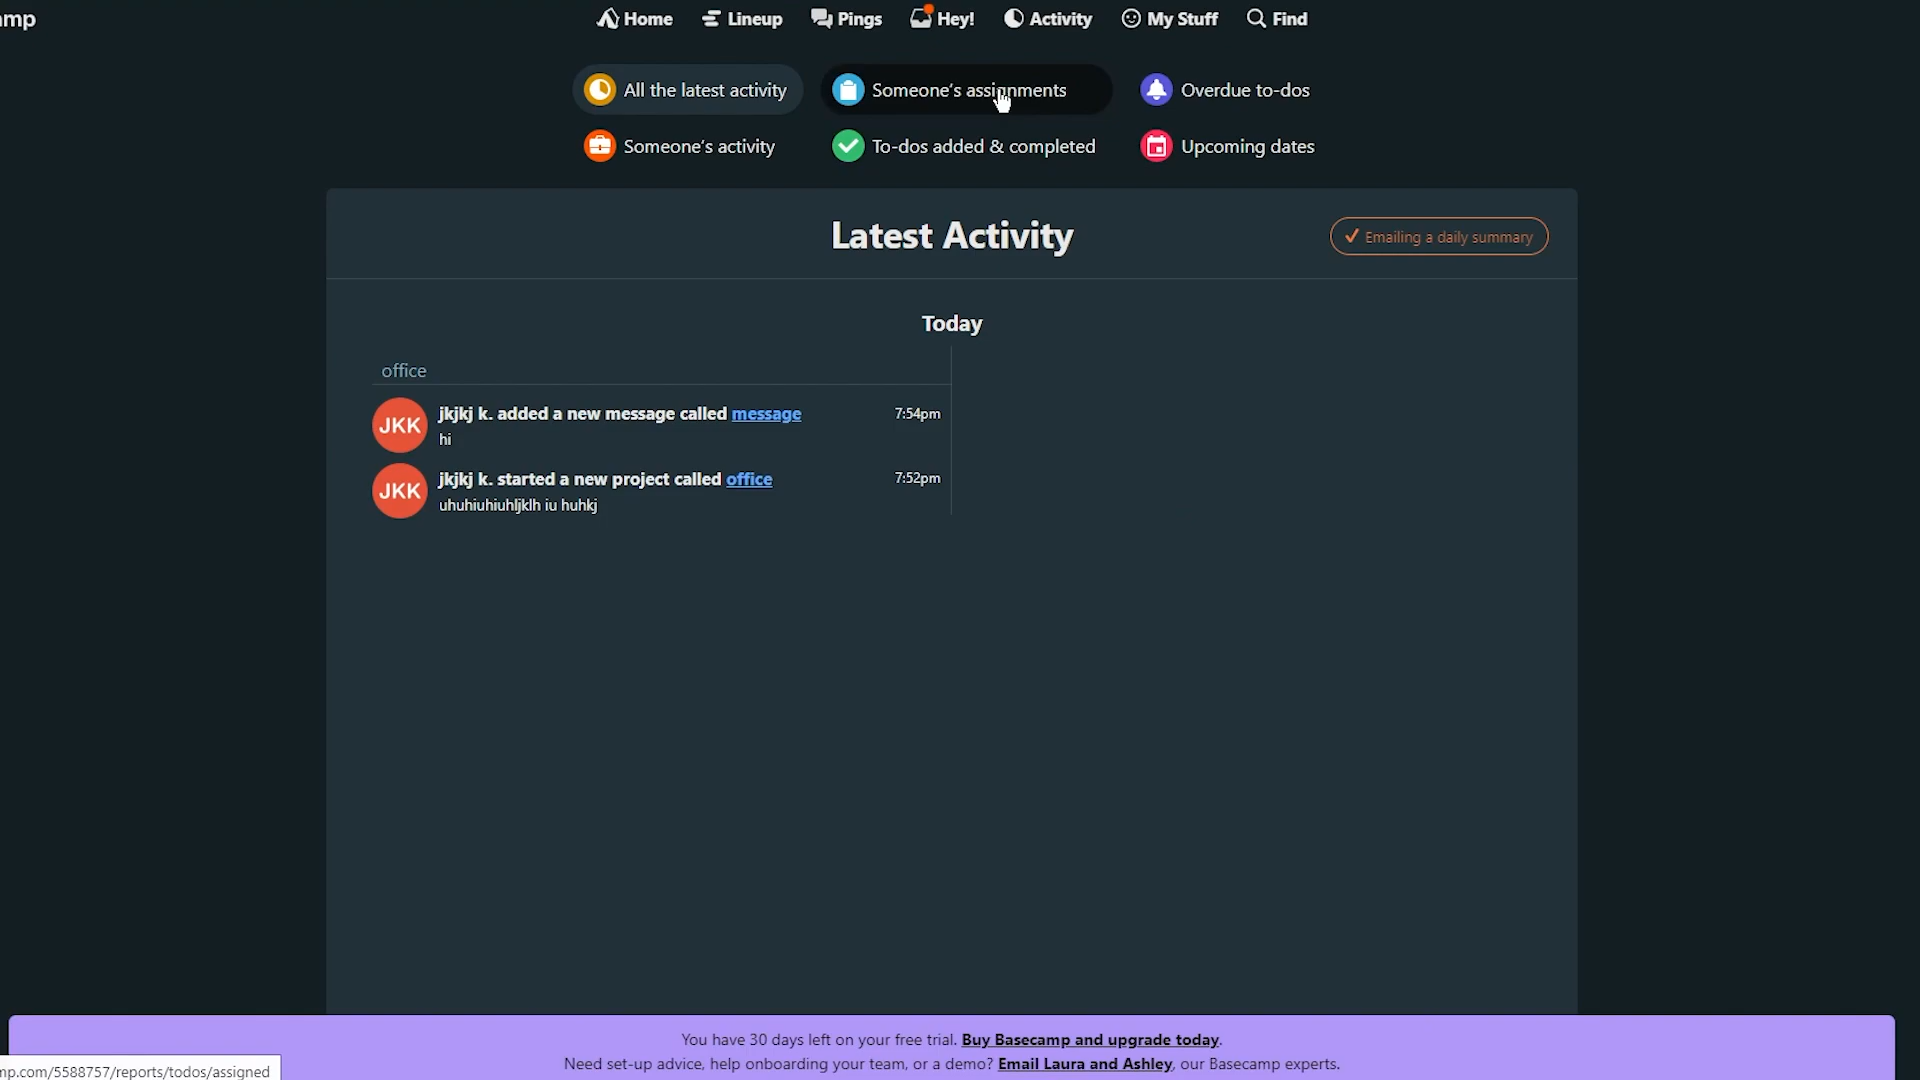 amp
Home Lineup Pings Hey! Activity My Stuff Find
All the latest activity Someone's assignments Overdue to-dos
Someone's activity To-dos added & completed Upcoming dates
Latest Activity
✓ Emailing a daily summary
Today
office
JKK jkjkj k. added a new message called message 7:54pm
hi
JKK jkjkj k. started a new project called office 7:52pm
uhuhiuhiuhljklh iu huhkj
You have 30 days left on your free trial. Buy Basecamp and upgrade today.
Need set-up advice, help onboarding your team, or a demo? Email Laura and Ashley, our Basecamp experts.
mp.com/5588757/reports/todos/assigned